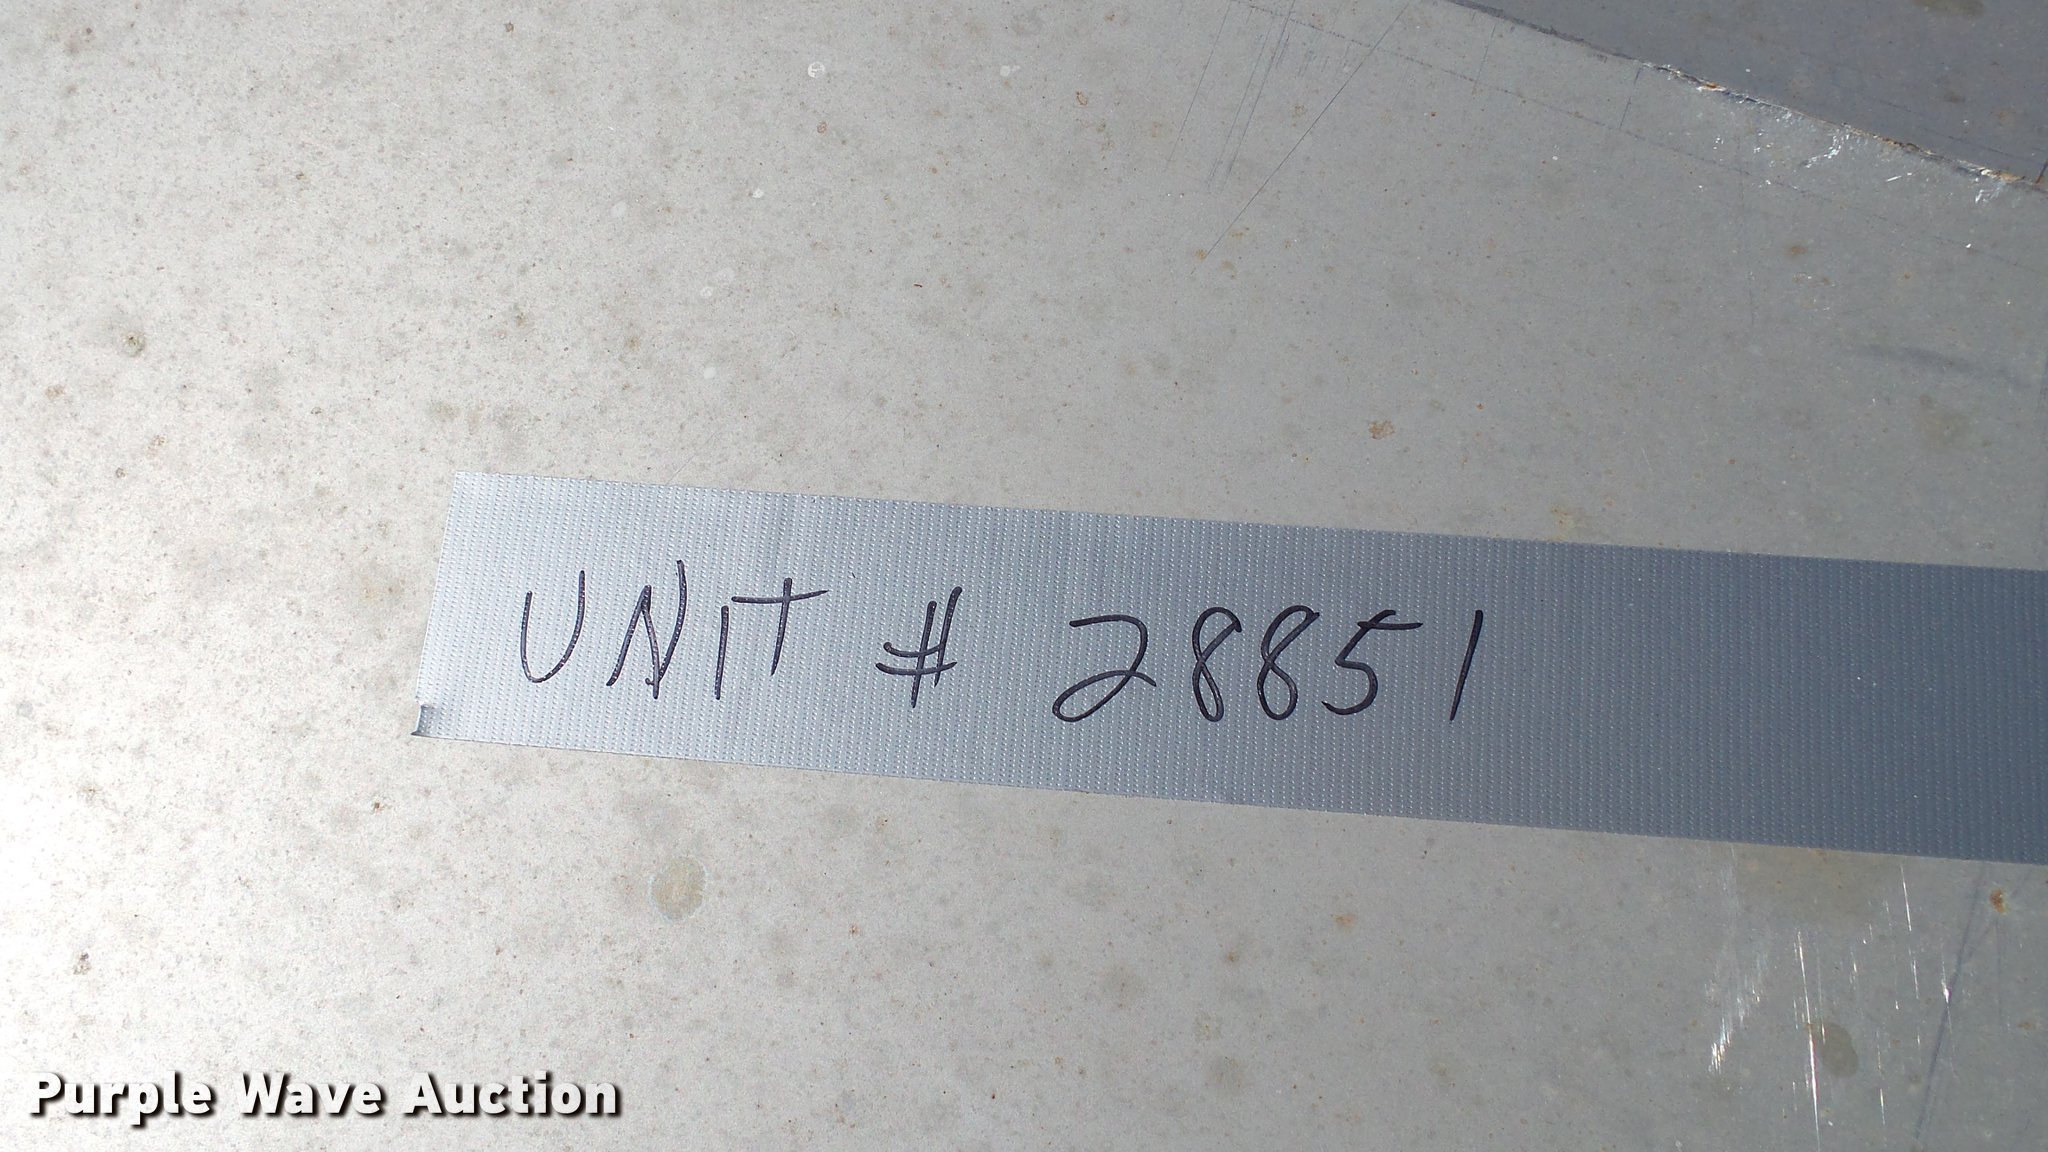 UNIT # 28851
Purple Wave Auction